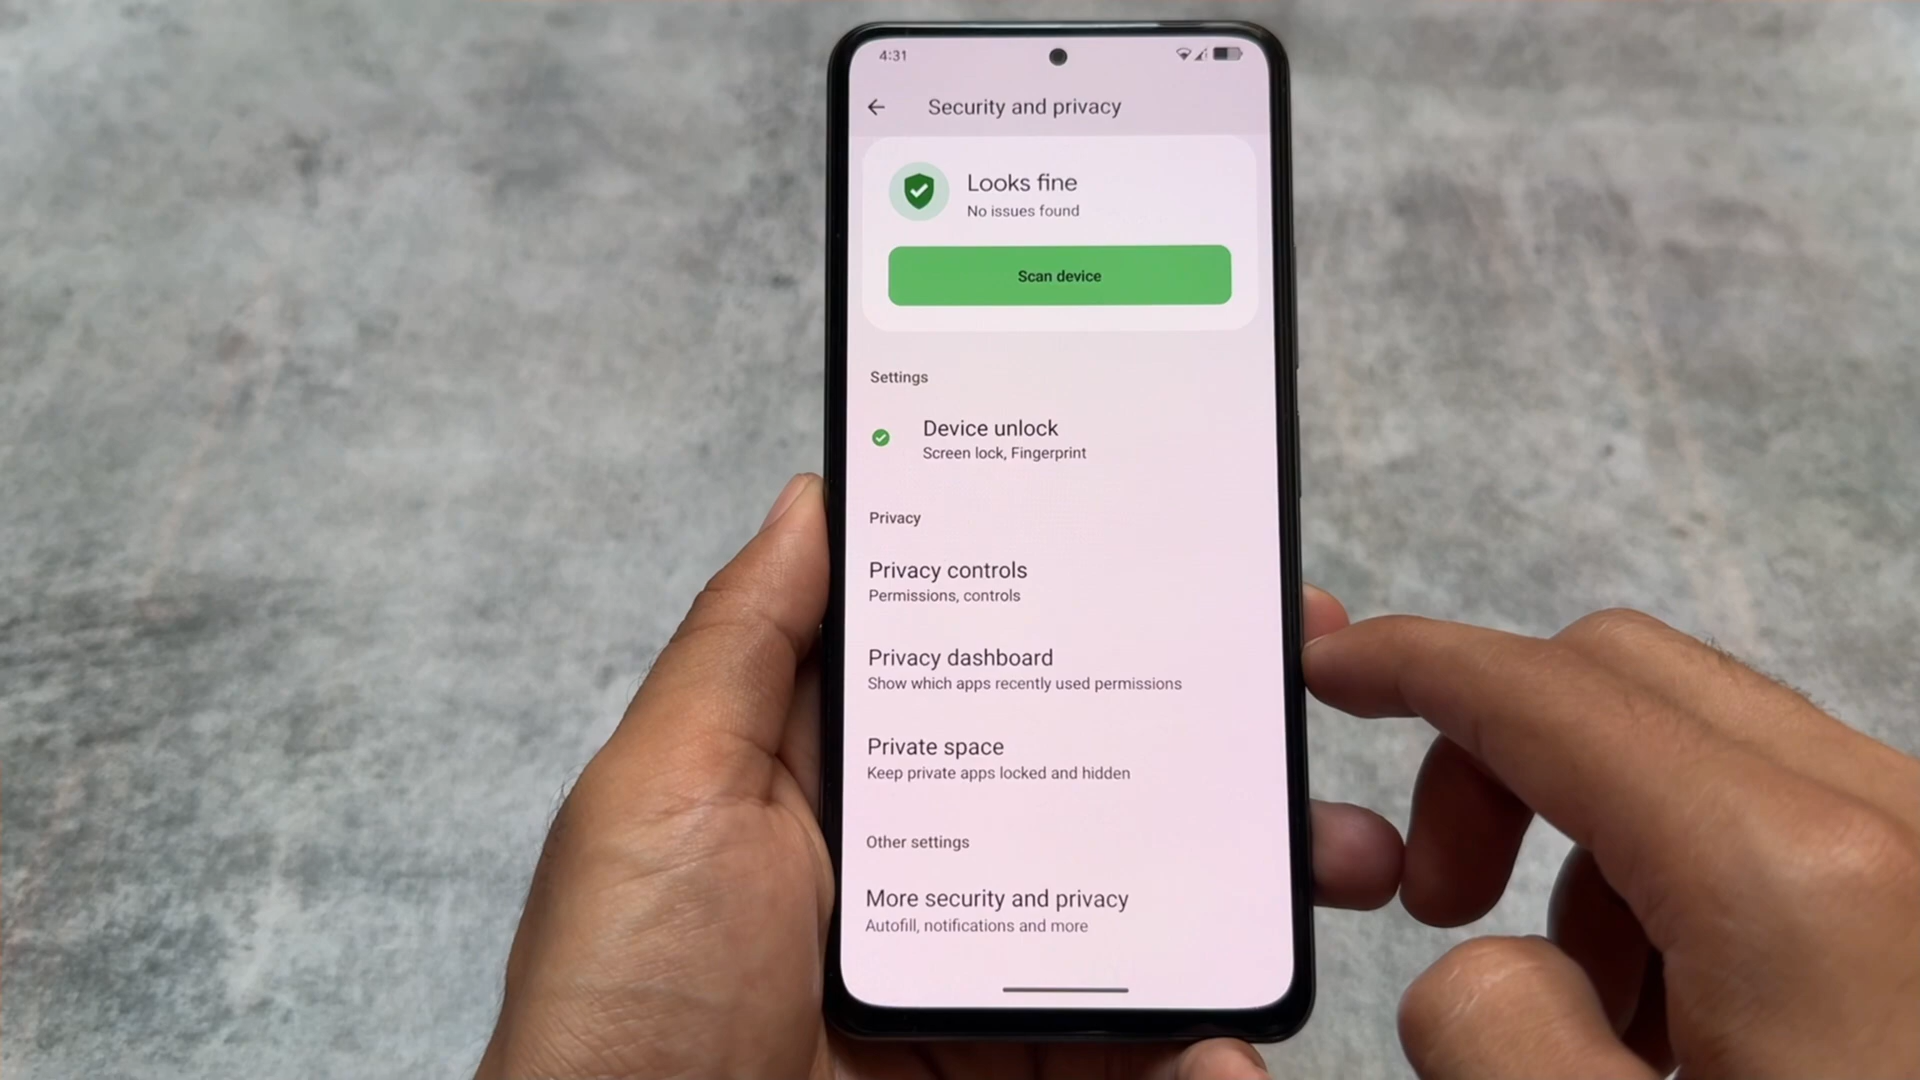 4:31
Security and privacy
Looks fine
No issues found
Scan device
Settings
Device unlock
Screen lock, Fingerprint
Privacy
Privacy controls
Permissions, controls
Privacy dashboard
Show which apps recently used permissions
Private space
Keep private apps locked and hidden
Other settings
More security and privacy
Autofill, notifications and more